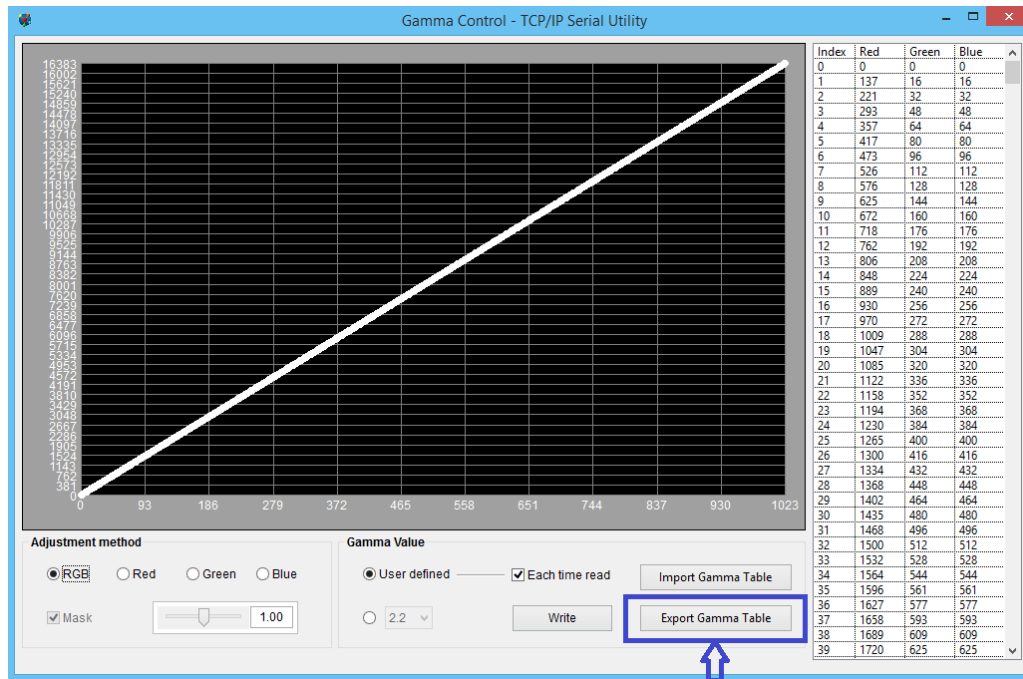 Gamma Control - TCP/IP Serial Utility
16383
16002
15621
15240
14859
14478
14097
13716
13335
12954
12573
12192
11811
11430
11049
10668
10287
9906
9525
9144
8763
8382
8001
7620
7239
6858
6477
6096
5715
5334
4953
4572
4191
3810
3429
3048
2667
2286
1905
1524
1143
762
381
0
0 93 186 279 372 465 558 651 744 837 930 1023
Index Red Green Blue
0 0 0 0
1 137 16 16
2 221 32 32
3 293 48 48
4 357 64 64
5 417 80 80
6 473 96 96
7 526 112 112
8 576 128 128
9 625 144 144
10 672 160 160
11 718 176 176
12 762 192 192
13 806 208 208
14 848 224 224
15 889 240 240
16 930 256 256
17 970 272 272
18 1009 288 288
19 1047 304 304
20 1085 320 320
21 1122 336 336
22 1158 352 352
23 1194 368 368
24 1230 384 384
25 1265 400 400
26 1300 416 416
27 1334 432 432
28 1368 448 448
29 1402 464 464
30 1435 480 480
31 1468 496 496
32 1500 512 512
33 1532 528 528
34 1564 544 544
35 1596 561 561
36 1627 577 577
37 1658 593 593
38 1689 609 609
39 1720 625 625
Adjustment method
RGB Red Green Blue
Mask 1.00
Gamma Value
User defined Each time read Import Gamma Table
2.2 Write Export Gamma Table